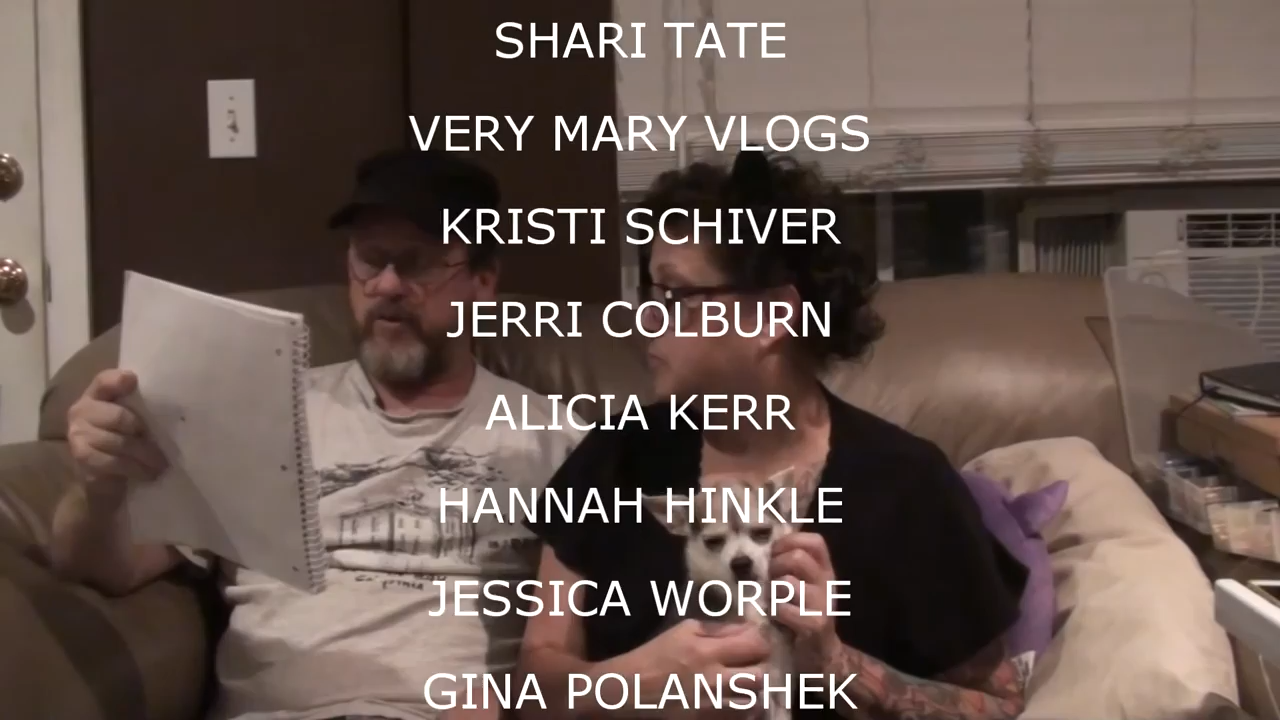 SHARI TATE
VERY MARY VLOGS
KRISTI SCHIVER
JERRI COLBURN
ALICIA KERR
HANNAH HINKLE
JESSICA WORPLE
GINA POLANSHEK